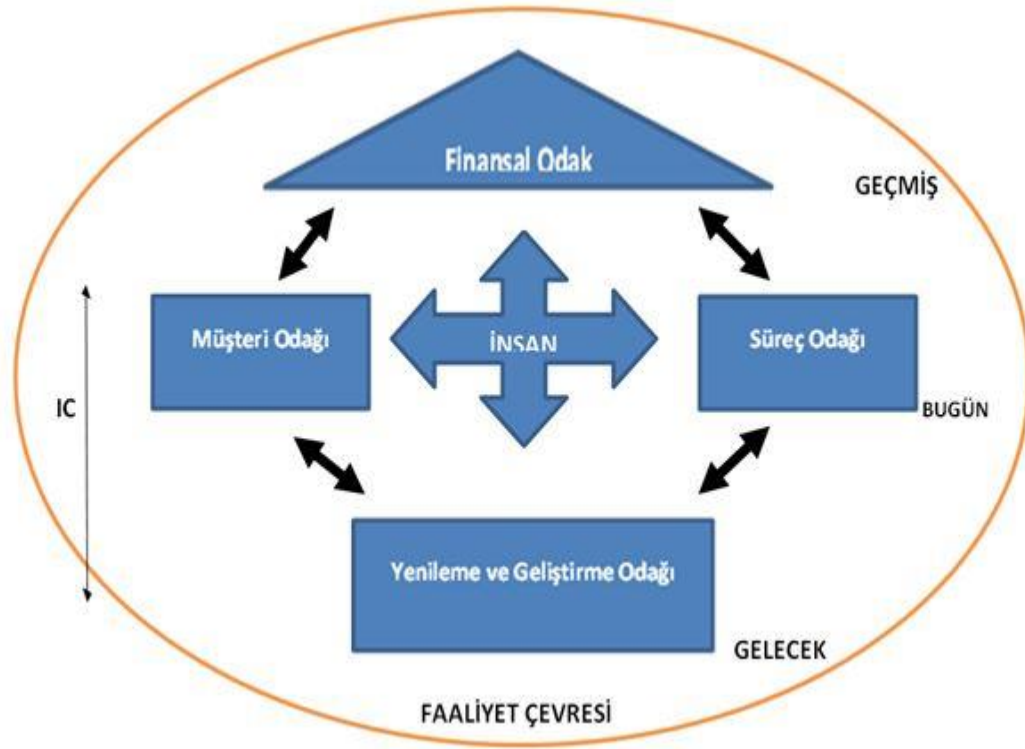 Finansal Odak
GEÇMİŞ
Müşteri Odağı
İNSAN
Süreç Odağı
IC
BUGÜN
Yenileme ve Geliştirme Odağı
GELECEK
FAALİYET ÇEVRESİ